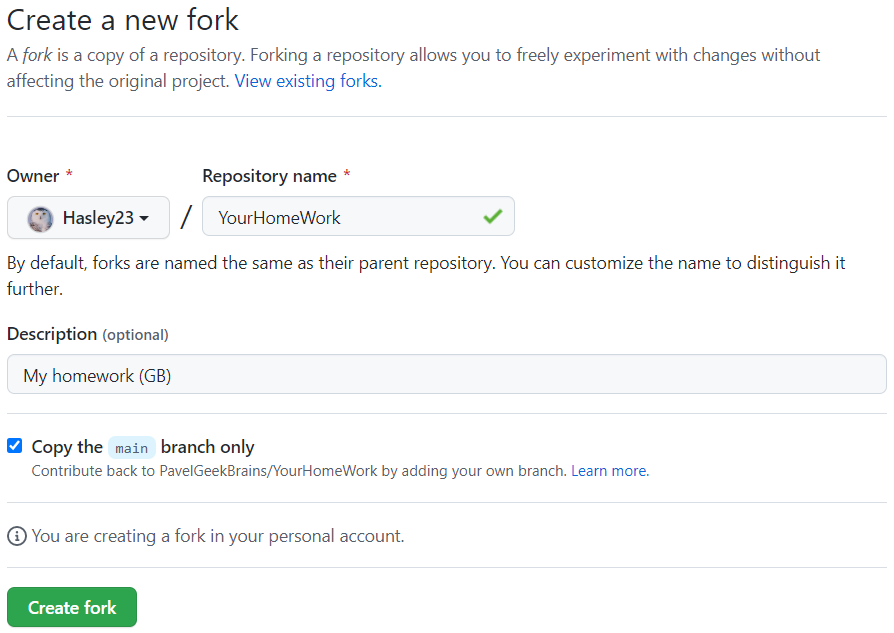 Create a new fork
A fork is a copy of a repository. Forking a repository allows you to freely experiment with changes without
affecting the original project. View existing forks.
Owner *
Repository name *
Hasley23 / YourHomeWork
By default, forks are named the same as their parent repository. You can customize the name to distinguish it
further.
Description (optional)
My homework (GB)
Copy the main branch only
Contribute back to PavelGeekBrains/YourHomeWork by adding your own branch. Learn more.
You are creating a fork in your personal account.
Create fork